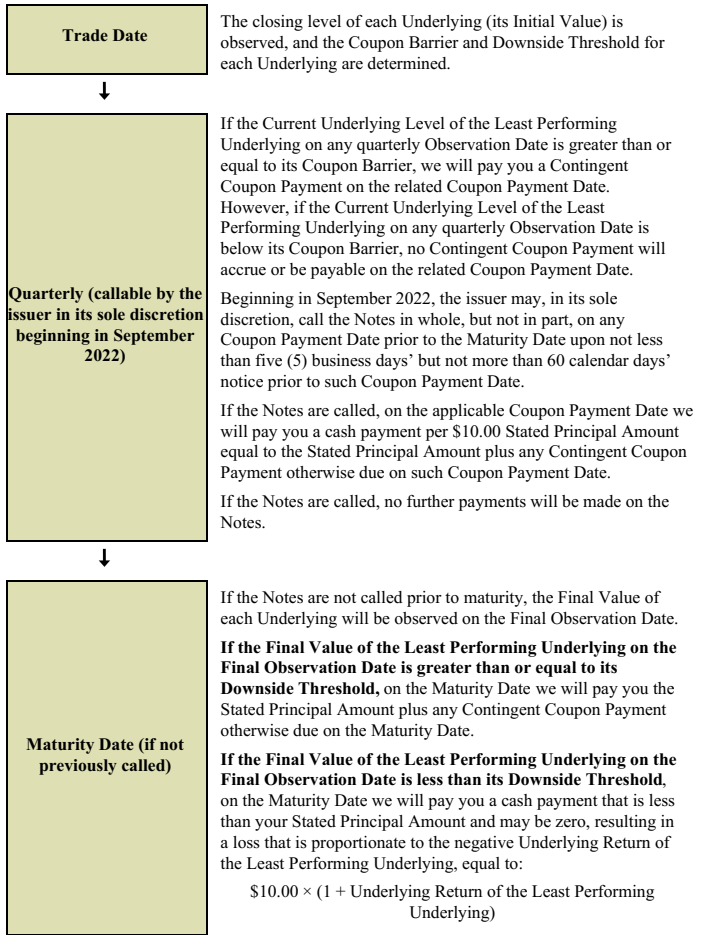 Trade Date
The closing level of each Underlying (its Initial Value) is
observed, and the Coupon Barrier and Downside Threshold for
each Underlying are determined.
Quarterly (callable by the
issuer in its sole discretion
beginning in September
2022)
If the Current Underlying Level of the Least Performing
Underlying on any quarterly Observation Date is greater than or
equal to its Coupon Barrier, we will pay you a Contingent
Coupon Payment on the related Coupon Payment Date.
However, if the Current Underlying Level of the Least
Performing Underlying on any quarterly Observation Date is
below its Coupon Barrier, no Contingent Coupon Payment will
accrue or be payable on the related Coupon Payment Date.
Beginning in September 2022, the issuer may, in its sole
discretion, call the Notes in whole, but not in part, on any
Coupon Payment Date prior to the Maturity Date upon not less
than five (5) business days’ but not more than 60 calendar days’
notice prior to such Coupon Payment Date.
If the Notes are called, on the applicable Coupon Payment Date we
will pay you a cash payment per $10.00 Stated Principal Amount
equal to the Stated Principal Amount plus any Contingent Coupon
Payment otherwise due on such Coupon Payment Date.
If the Notes are called, no further payments will be made on the
Notes.
Maturity Date (if not
previously called)
If the Notes are not called prior to maturity, the Final Value of
each Underlying will be observed on the Final Observation Date.
If the Final Value of the Least Performing Underlying on the
Final Observation Date is greater than or equal to its
Downside Threshold, on the Maturity Date we will pay you the
Stated Principal Amount plus any Contingent Coupon Payment
otherwise due on the Maturity Date.
If the Final Value of the Least Performing Underlying on the
Final Observation Date is less than its Downside Threshold,
on the Maturity Date we will pay you a cash payment that is less
than your Stated Principal Amount and may be zero, resulting in
a loss that is proportionate to the negative Underlying Return of
the Least Performing Underlying, equal to:
$10.00 × (1 + Underlying Return of the Least Performing
Underlying)